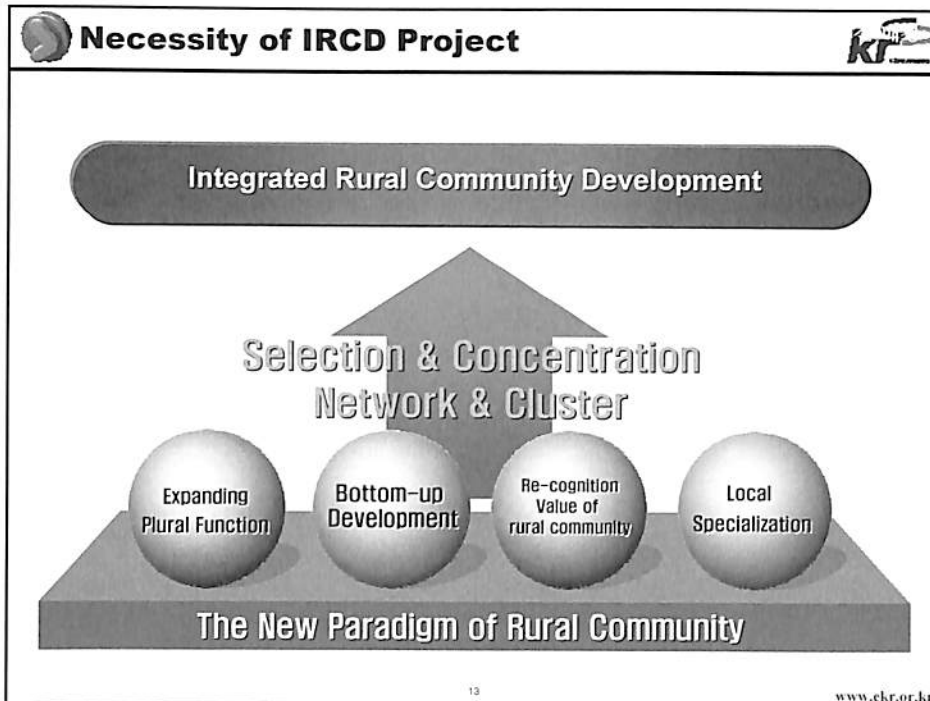 Necessity of IRCD Project
kr
Integrated Rural Community Development
Selection & Concentration
Network & Cluster
Expanding
Plural Function
Bottom-up
Development
Re-cognition
Value of
rural community
Local
Specialization
The New Paradigm of Rural Community
13
www.ekr.or.kr